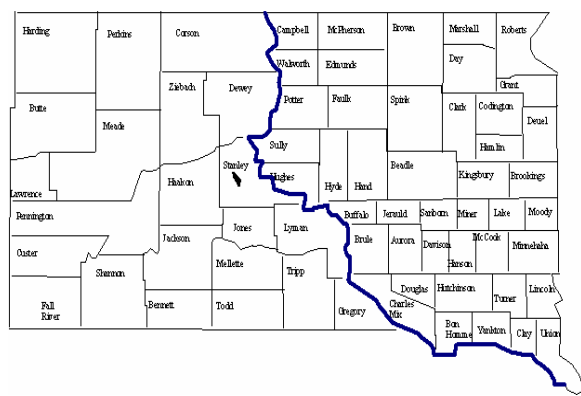 Harding
Perkins
Corson
Campbell
McPherson
Brown
Marshall
Roberts
Walworth
Edmunds
Day
Ziebach
Dewey
Grant
Butte
Potter
Faulk
Spink
Clark
Codington
Deuel
Meade
Sully
Hamlin
Stanley
Beadle
Haakon
Hughes
Hyde
Hand
Kingsbury
Brookings
Lawrence
Pennington
Buffalo
Jerauld
Sanborn
Miner
Lake
Moody
Jackson
Jones
Lyman
Brule
Aurora
Davison
McCook
Minnehaha
Custer
Hanson
Shannon
Mellette
Tripp
Douglas
Hutchinson
Turner
Lincoln
Fall
River
Bennett
Todd
Gregory
Charles
Mix
Bon
Homme
Yankton
Clay
Union